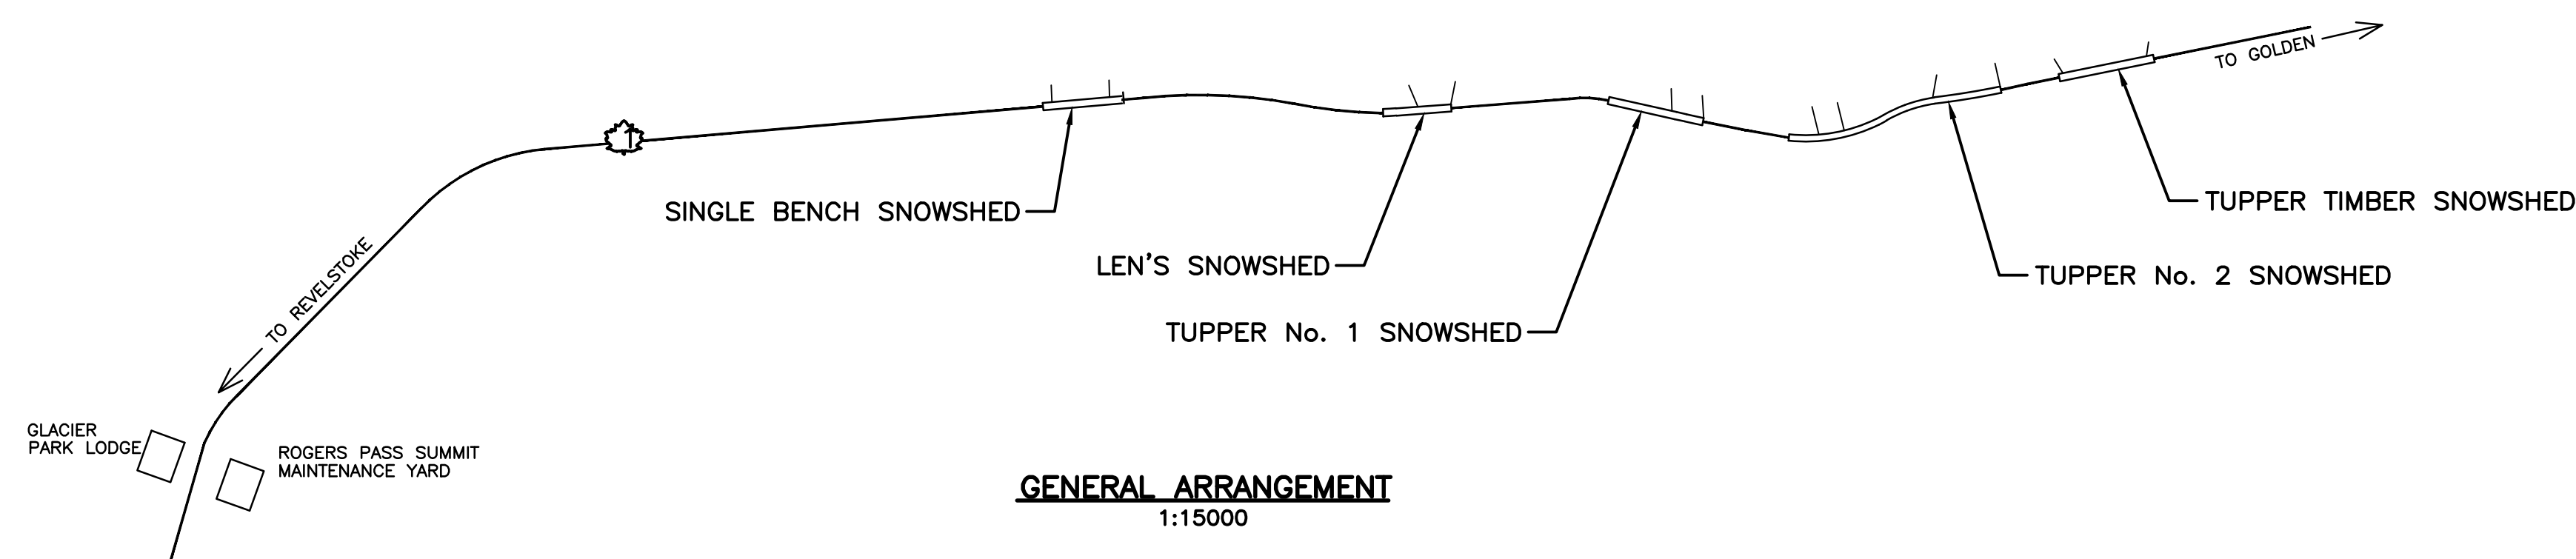 TO GOLDEN
1
SINGLE BENCH SNOWSHED
TUPPER TIMBER SNOWSHED
LEN'S SNOWSHED
TUPPER No. 2 SNOWSHED
TO REVELSTOKE
TUPPER No. 1 SNOWSHED
GLACIER
PARK LODGE
ROGERS PASS SUMMIT
MAINTENANCE YARD
GENERAL ARRANGEMENT
1:15000